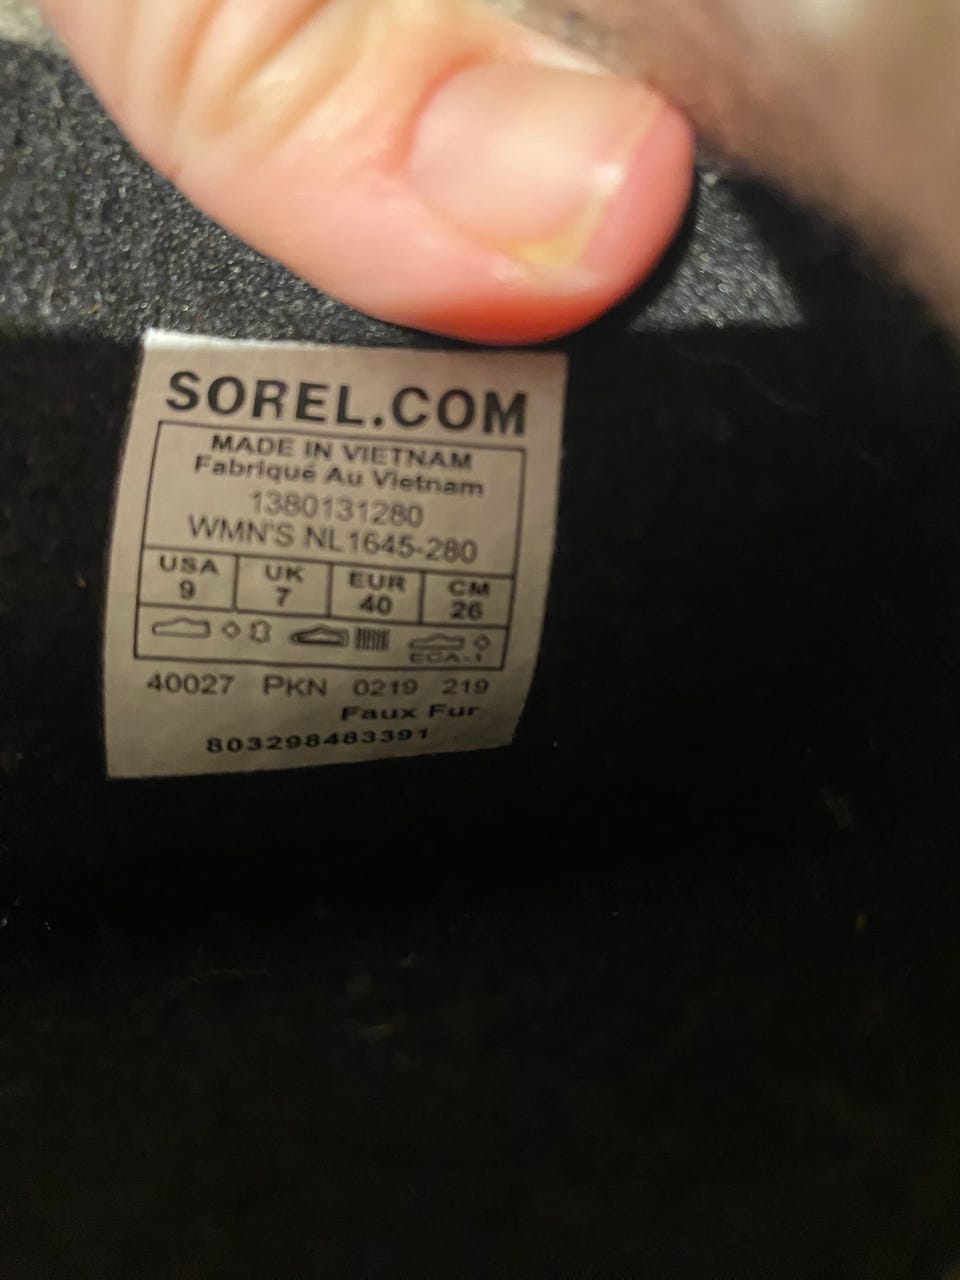 SOREL.COM
MADE IN VIETNAM
Fabriqué Au Vietnam
1380131280
WMN'S NL1645-280
USA UK EUR CM
9 7 40 26
ECA-1
40027 PKN 0219 219
Faux Fur
803298483391